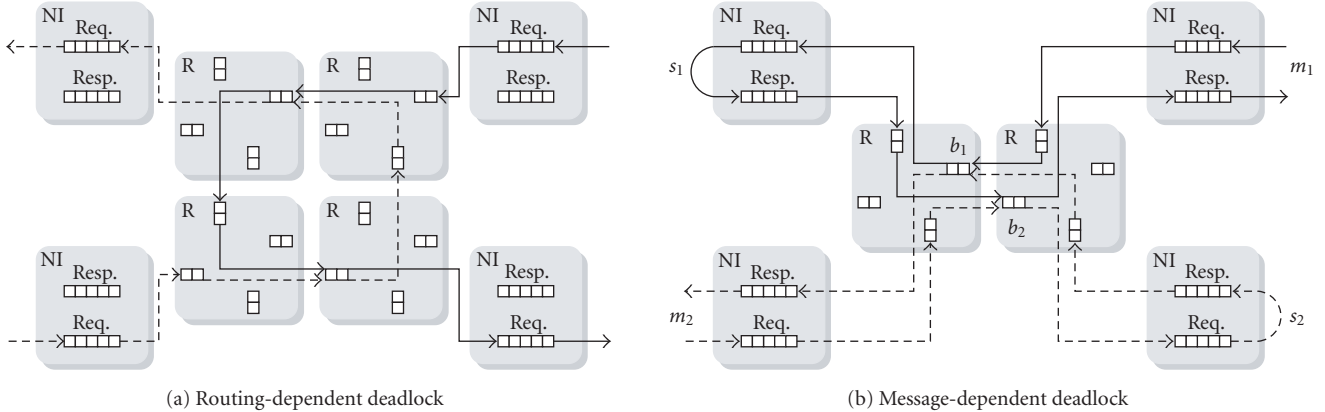 NI
Req.
Resp.
R
R
NI
Req.
Resp.
R
R
NI
Resp.
Req.
NI
Resp.
Req.
(a) Routing-dependent deadlock
NI
Req.
Resp.
s1
NI
Req.
Resp.
m1
R
b1
R
b2
NI
Resp.
Req.
m2
NI
Resp.
Req.
s2
(b) Message-dependent deadlock